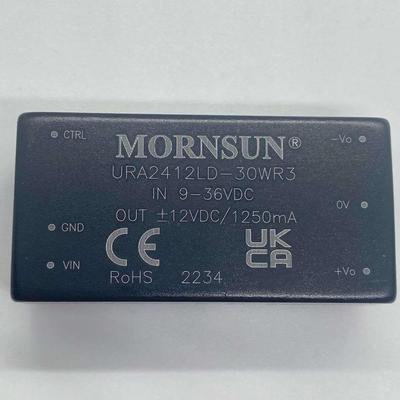 CTRL
MORNSUN®
-Vo
URA2412LD-30WR3
IN 9-36VDC
0V
OUT ±12VDC/1250mA
GND
CE
UK
CA
VIN
+Vo
RoHS 2234